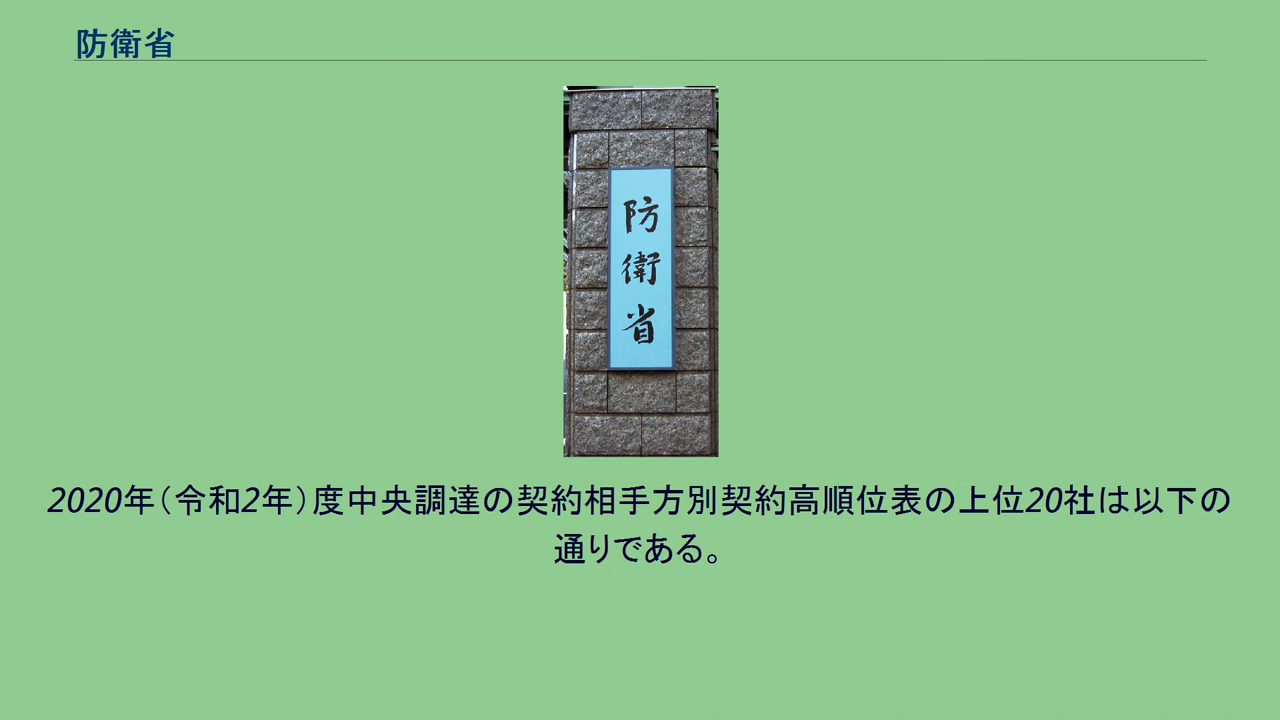 防衛省
防
衛
省
2020年（令和2年）度中央調達の契約相手方別契約高順位表の上位20社は以下の
通りである。